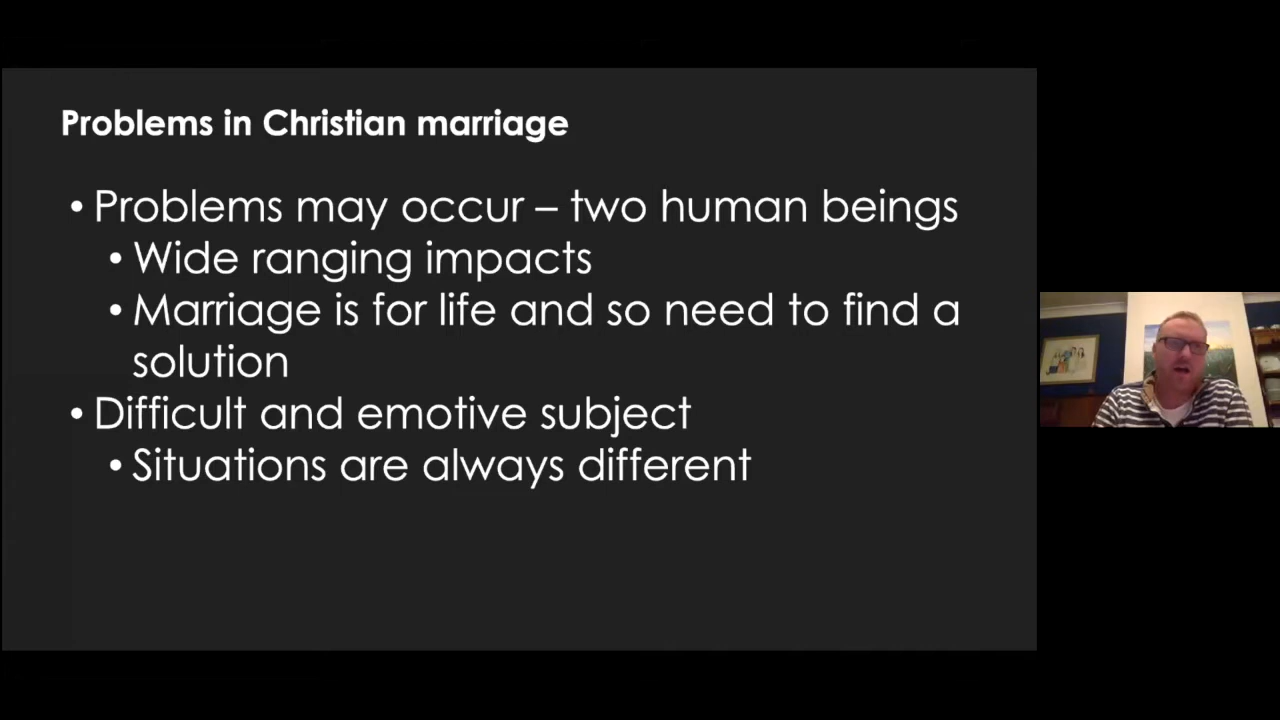 Problems in Christian marriage
• Problems may occur – two human beings
• Wide ranging impacts
• Marriage is for life and so need to find a
solution
• Difficult and emotive subject
• Situations are always different